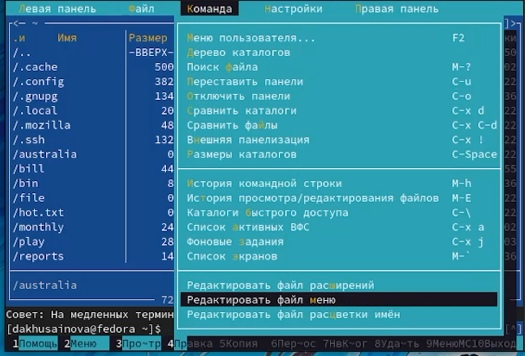 Левая панель Файл Команда Настройки Правая панель
.и Имя Размер
/.. -ВВЕРХ-
/.cache 500
/.config 382
/.gnupg 134
/.local 20
/.mozilla 48
/.ssh 132
/australia 0
/bill 44
/bin 8
/file 0
/hot.txt 0
/monthly 24
/play 28
/reports 14
/australia
72
Меню пользователя... F2
Дерево каталогов
Поиск файла M-?
Переставить панели C-u
Отключить панели C-o
Сравнить каталоги C-x d
Сравнить файлы C-x C-d
Внешняя панелизация C-x !
Размеры каталогов C-Space
История командной строки M-h
История просмотра/редактирования файлов M-E
Каталоги быстрого доступа C-\
Список активных ВФС C-x a
Фоновые задания C-x j
Список экранов M-`
Редактировать файл расширений
Редактировать файл меню
Редактировать файл расцветки имён
Совет: На медленных термин
[dakhusainova@fedora ~]$
1Помощь 2Меню 3Про~тр 4Правка 5Копия 6Пер~ос 7НвК~ог 8Уда~ть 9МенюMC10Выход